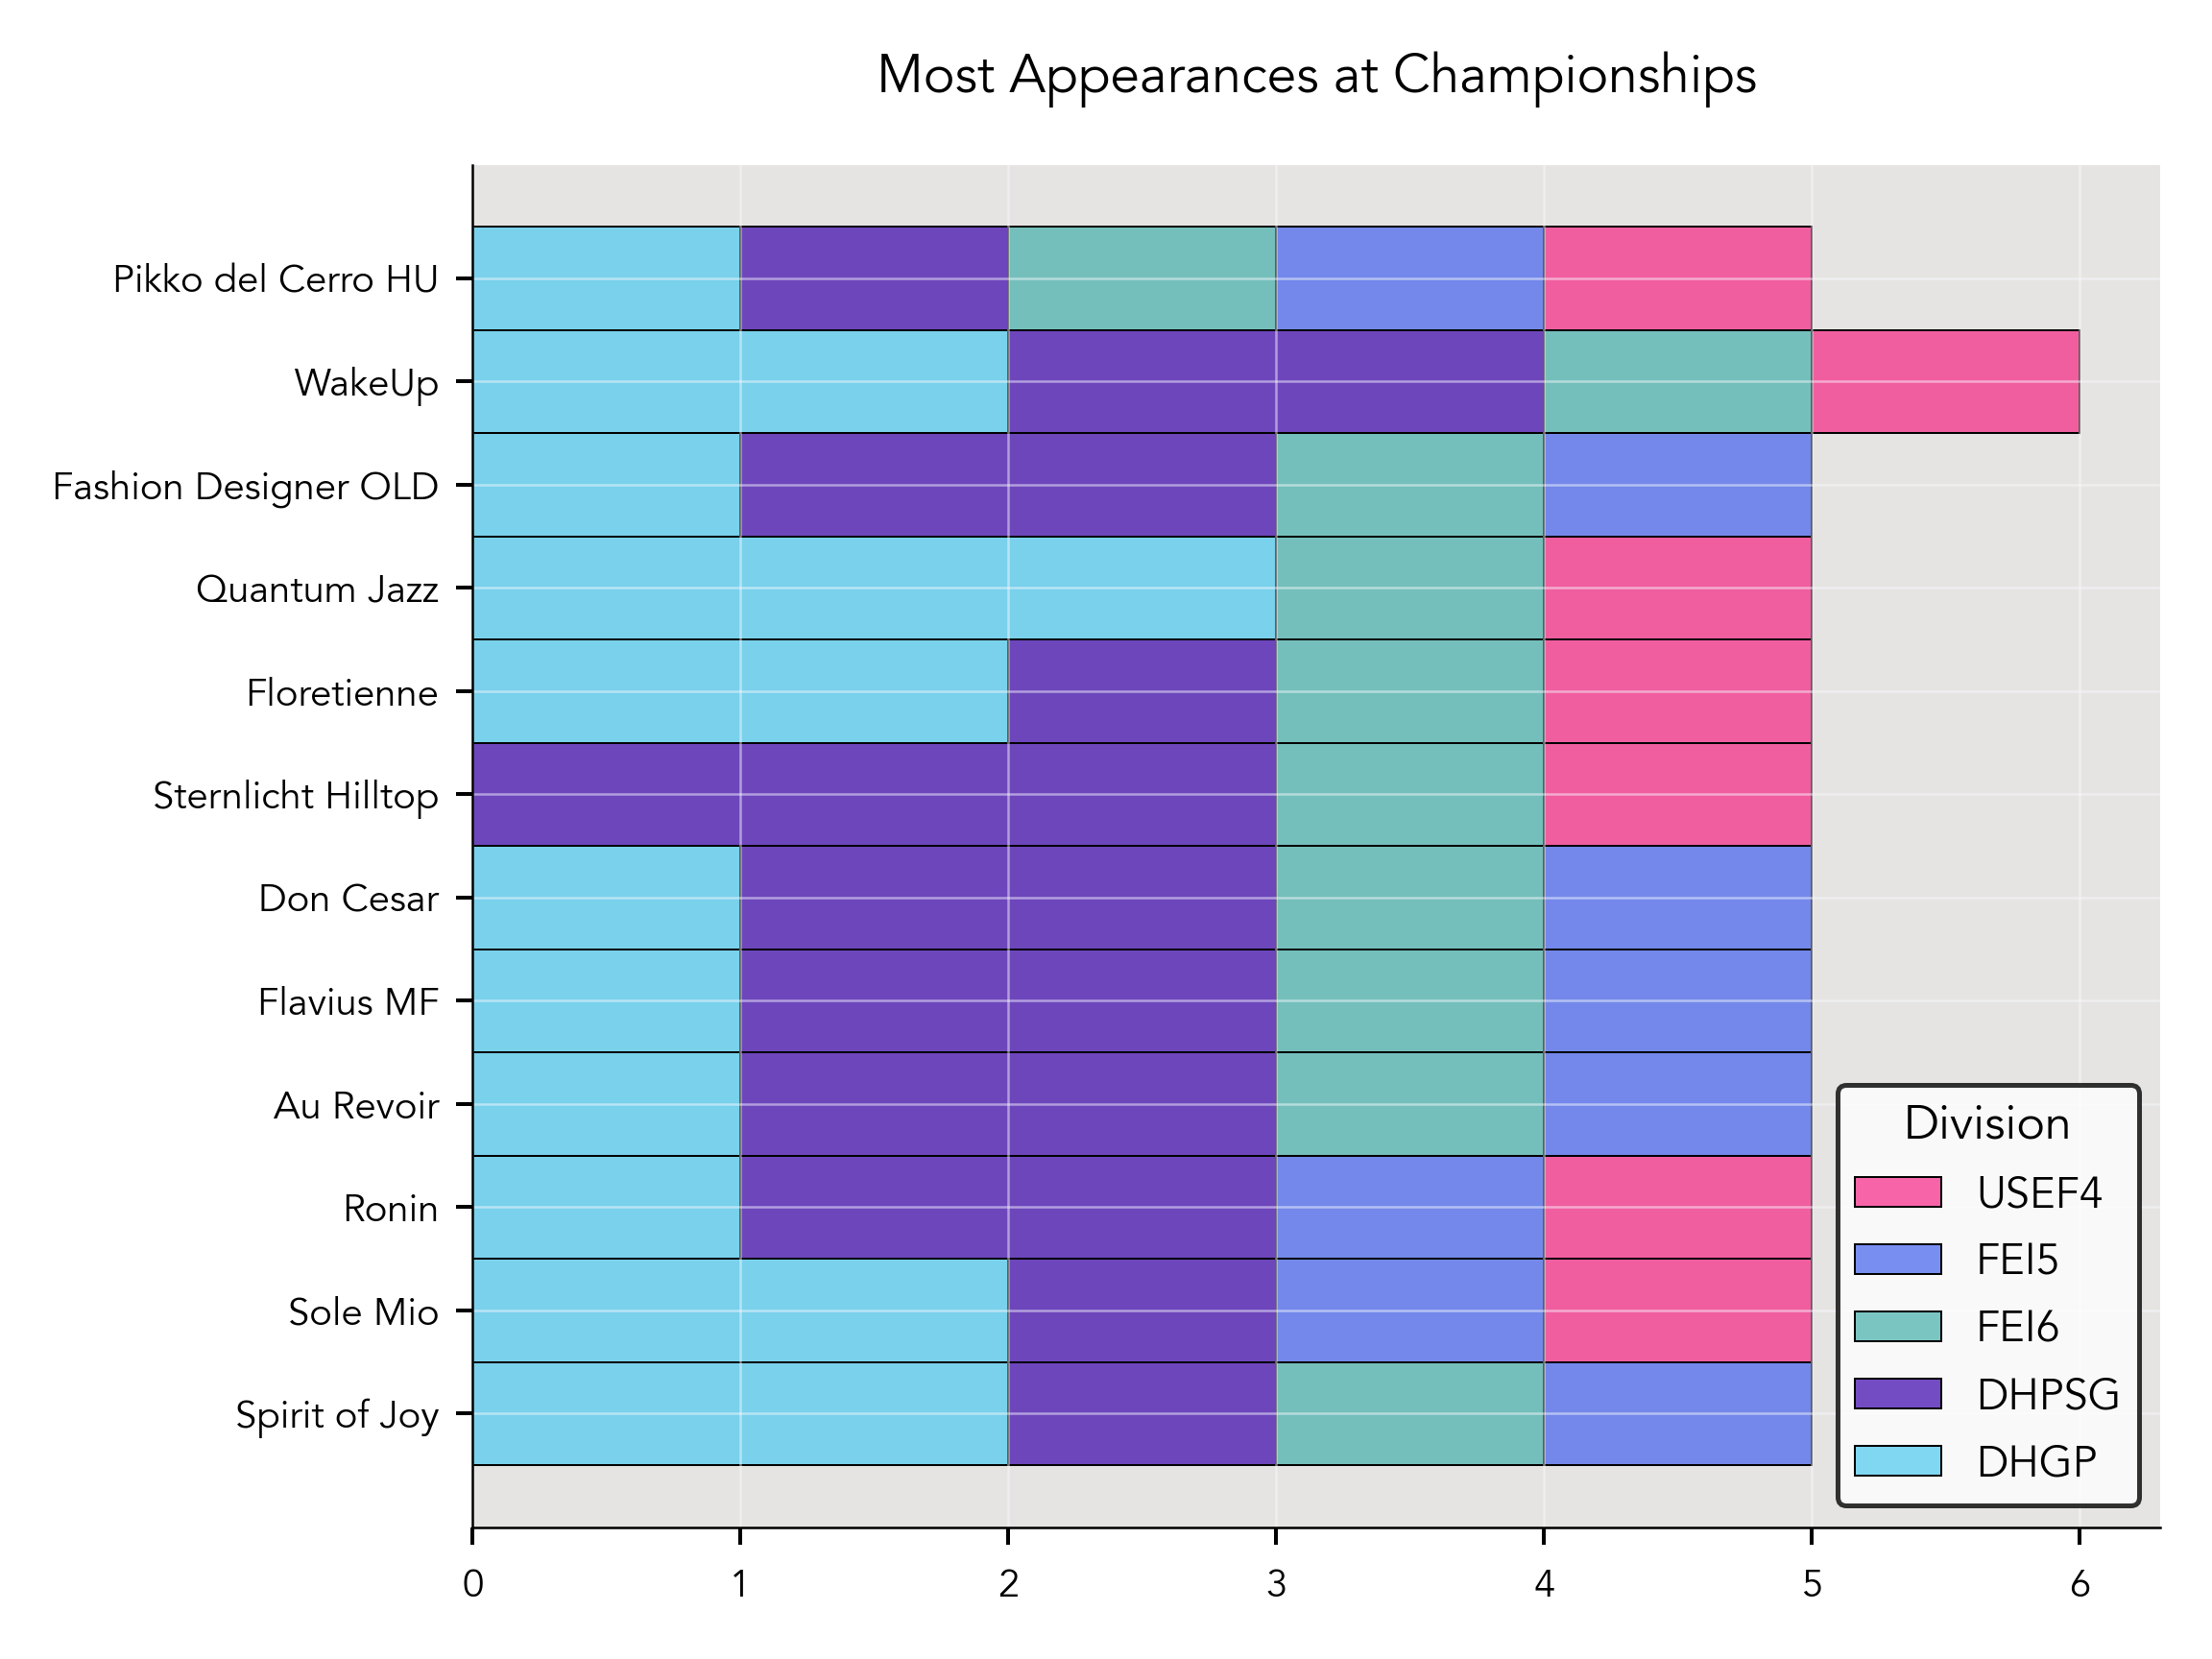 Most Appearances at Championships
Pikko del Cerro HU
WakeUp
Fashion Designer OLD
Quantum Jazz
Floretienne
Sternlicht Hilltop
Don Cesar
Flavius MF
Au Revoir
Ronin
Sole Mio
Spirit of Joy
Division
USEF4
FEI5
FEI6
DHPSG
DHGP
0 1 2 3 4 5 6